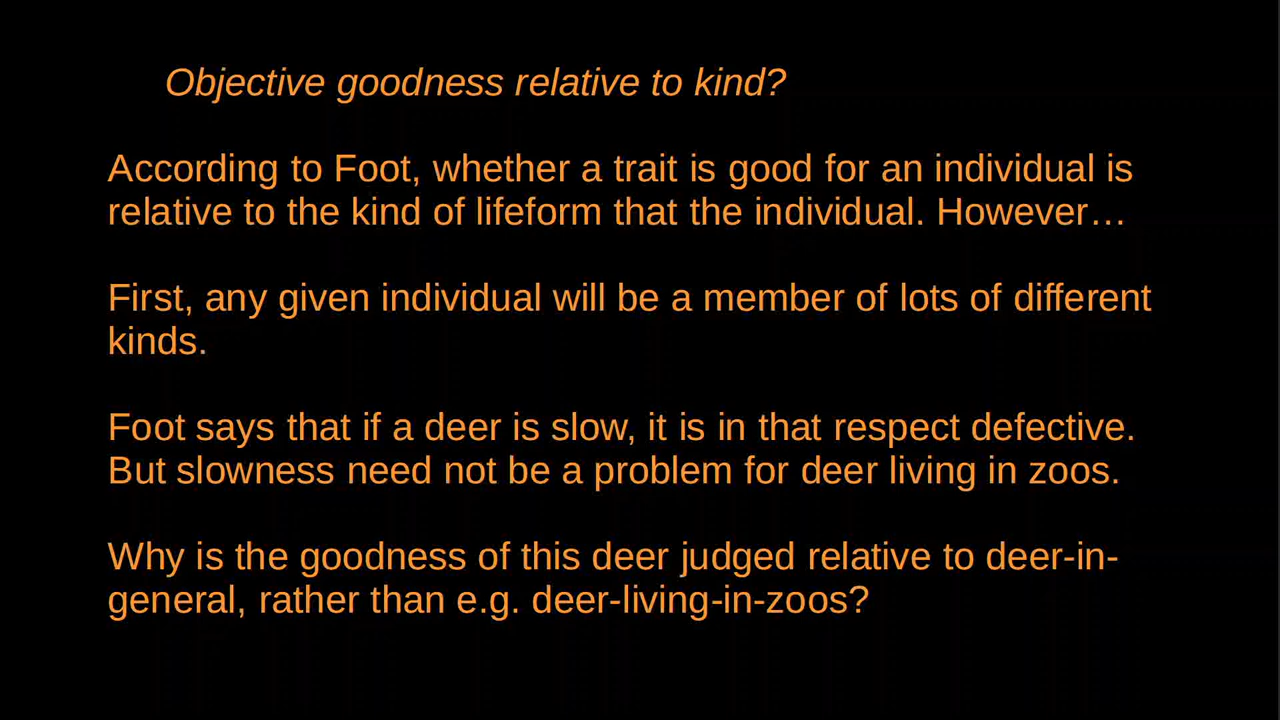 Objective goodness relative to kind?
According to Foot, whether a trait is good for an individual is
relative to the kind of lifeform that the individual. However…
First, any given individual will be a member of lots of different
kinds.
Foot says that if a deer is slow, it is in that respect defective.
But slowness need not be a problem for deer living in zoos.
Why is the goodness of this deer judged relative to deer-in-
general, rather than e.g. deer-living-in-zoos?